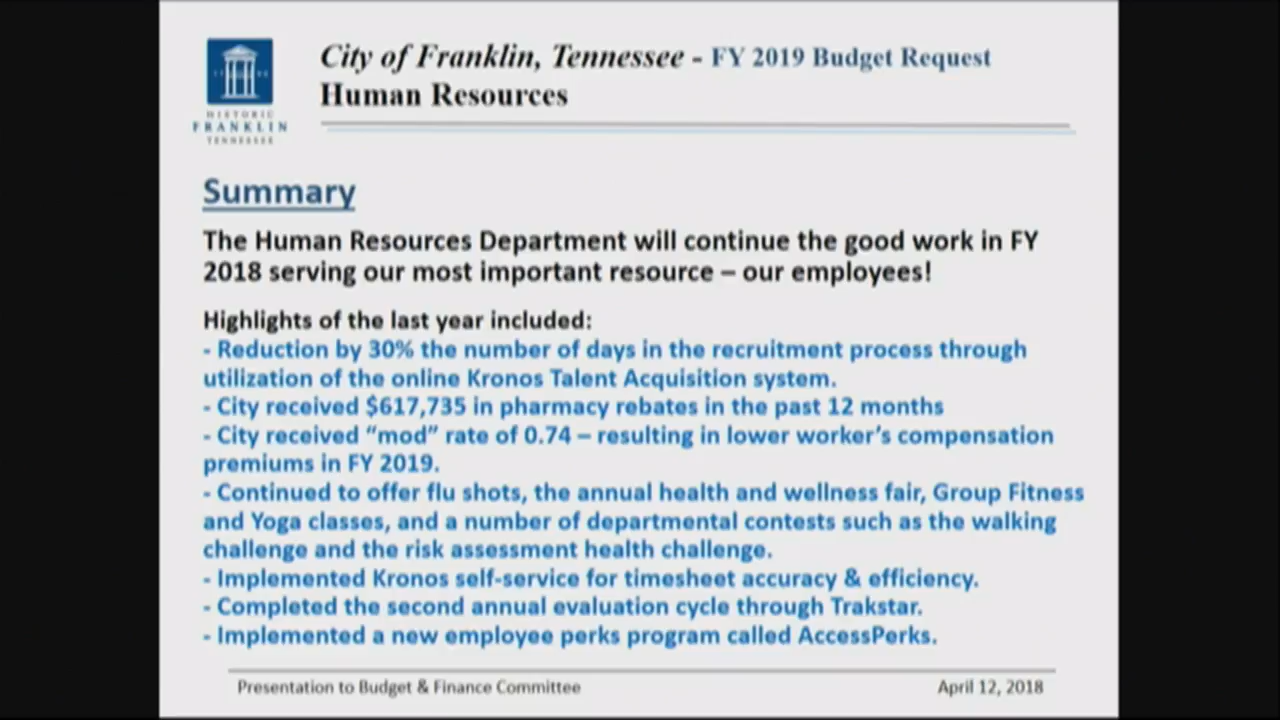 City of Franklin, Tennessee - FY 2019 Budget Request
Human Resources
HISTORIC
FRANKLIN
TENNESSEE
Summary
The Human Resources Department will continue the good work in FY
2018 serving our most important resource – our employees!
Highlights of the last year included:
- Reduction by 30% the number of days in the recruitment process through
utilization of the online Kronos Talent Acquisition system.
- City received $617,735 in pharmacy rebates in the past 12 months
- City received “mod” rate of 0.74 – resulting in lower worker’s compensation
premiums in FY 2019.
- Continued to offer flu shots, the annual health and wellness fair, Group Fitness
and Yoga classes, and a number of departmental contests such as the walking
challenge and the risk assessment health challenge.
- Implemented Kronos self-service for timesheet accuracy & efficiency.
- Completed the second annual evaluation cycle through Trakstar.
- Implemented a new employee perks program called AccessPerks.
Presentation to Budget & Finance Committee
April 12, 2018